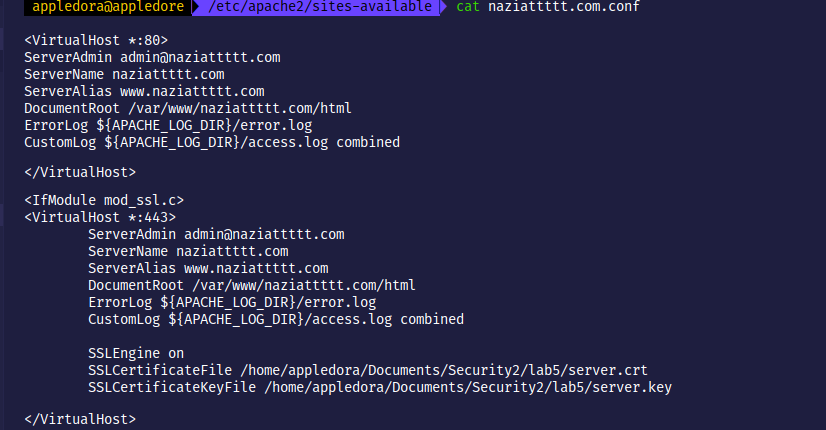 appledora@appledore /etc/apache2/sites-available cat naziattttt.com.conf
<VirtualHost *:80>
ServerAdmin admin@naziattttt.com
ServerName naziattttt.com
ServerAlias www.naziattttt.com
DocumentRoot /var/www/naziattttt.com/html
ErrorLog ${APACHE_LOG_DIR}/error.log
CustomLog ${APACHE_LOG_DIR}/access.log combined
</VirtualHost>
<IfModule mod_ssl.c>
<VirtualHost *:443>
ServerAdmin admin@naziattttt.com
ServerName naziattttt.com
ServerAlias www.naziattttt.com
DocumentRoot /var/www/naziattttt.com/html
ErrorLog ${APACHE_LOG_DIR}/error.log
CustomLog ${APACHE_LOG_DIR}/access.log combined
SSLEngine on
SSLCertificateFile /home/appledora/Documents/Security2/lab5/server.crt
SSLCertificateKeyFile /home/appledora/Documents/Security2/lab5/server.key
</VirtualHost>